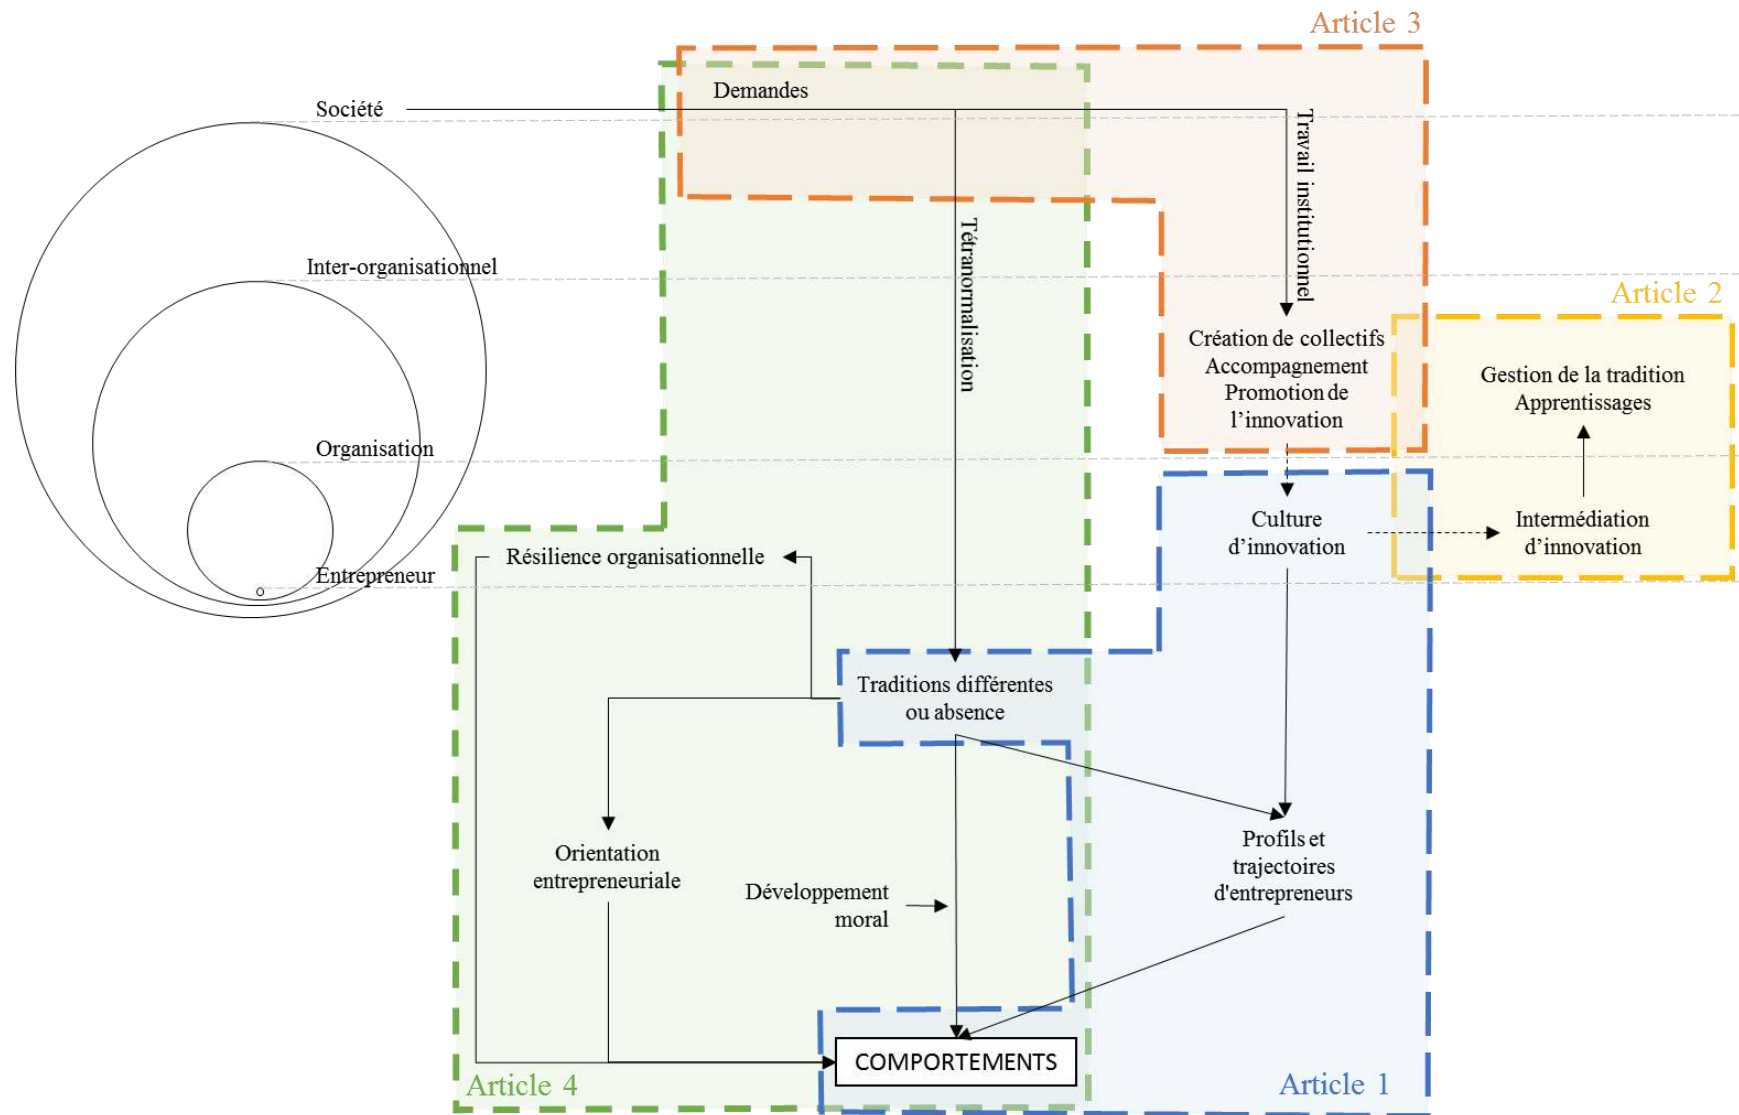 Article 3
Demandes
Société
Travail institutionnel
Tétranormalisation
Inter-organisationnel
Article 2
Création de collectifs
Accompagnement
Promotion de
l’innovation
Gestion de la tradition
Apprentissages
Organisation
Culture
d’innovation
Intermédiation
d’innovation
Résilience organisationnelle
Entrepreneur
Traditions différentes
ou absence
Orientation
entrepreneuriale
Profils et
trajectoires
d'entrepreneurs
Développement
moral
COMPORTEMENTS
Article 4
Article 1